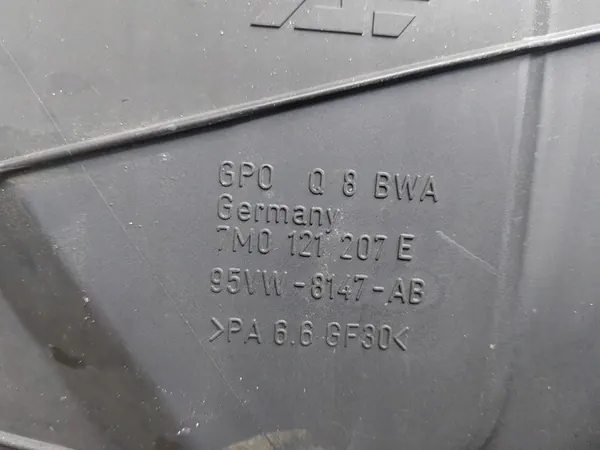 GPO Q 8 BWA
Germany
7M0 121 207 E
95VW-8147-AB
>PA 6.6 GF30<